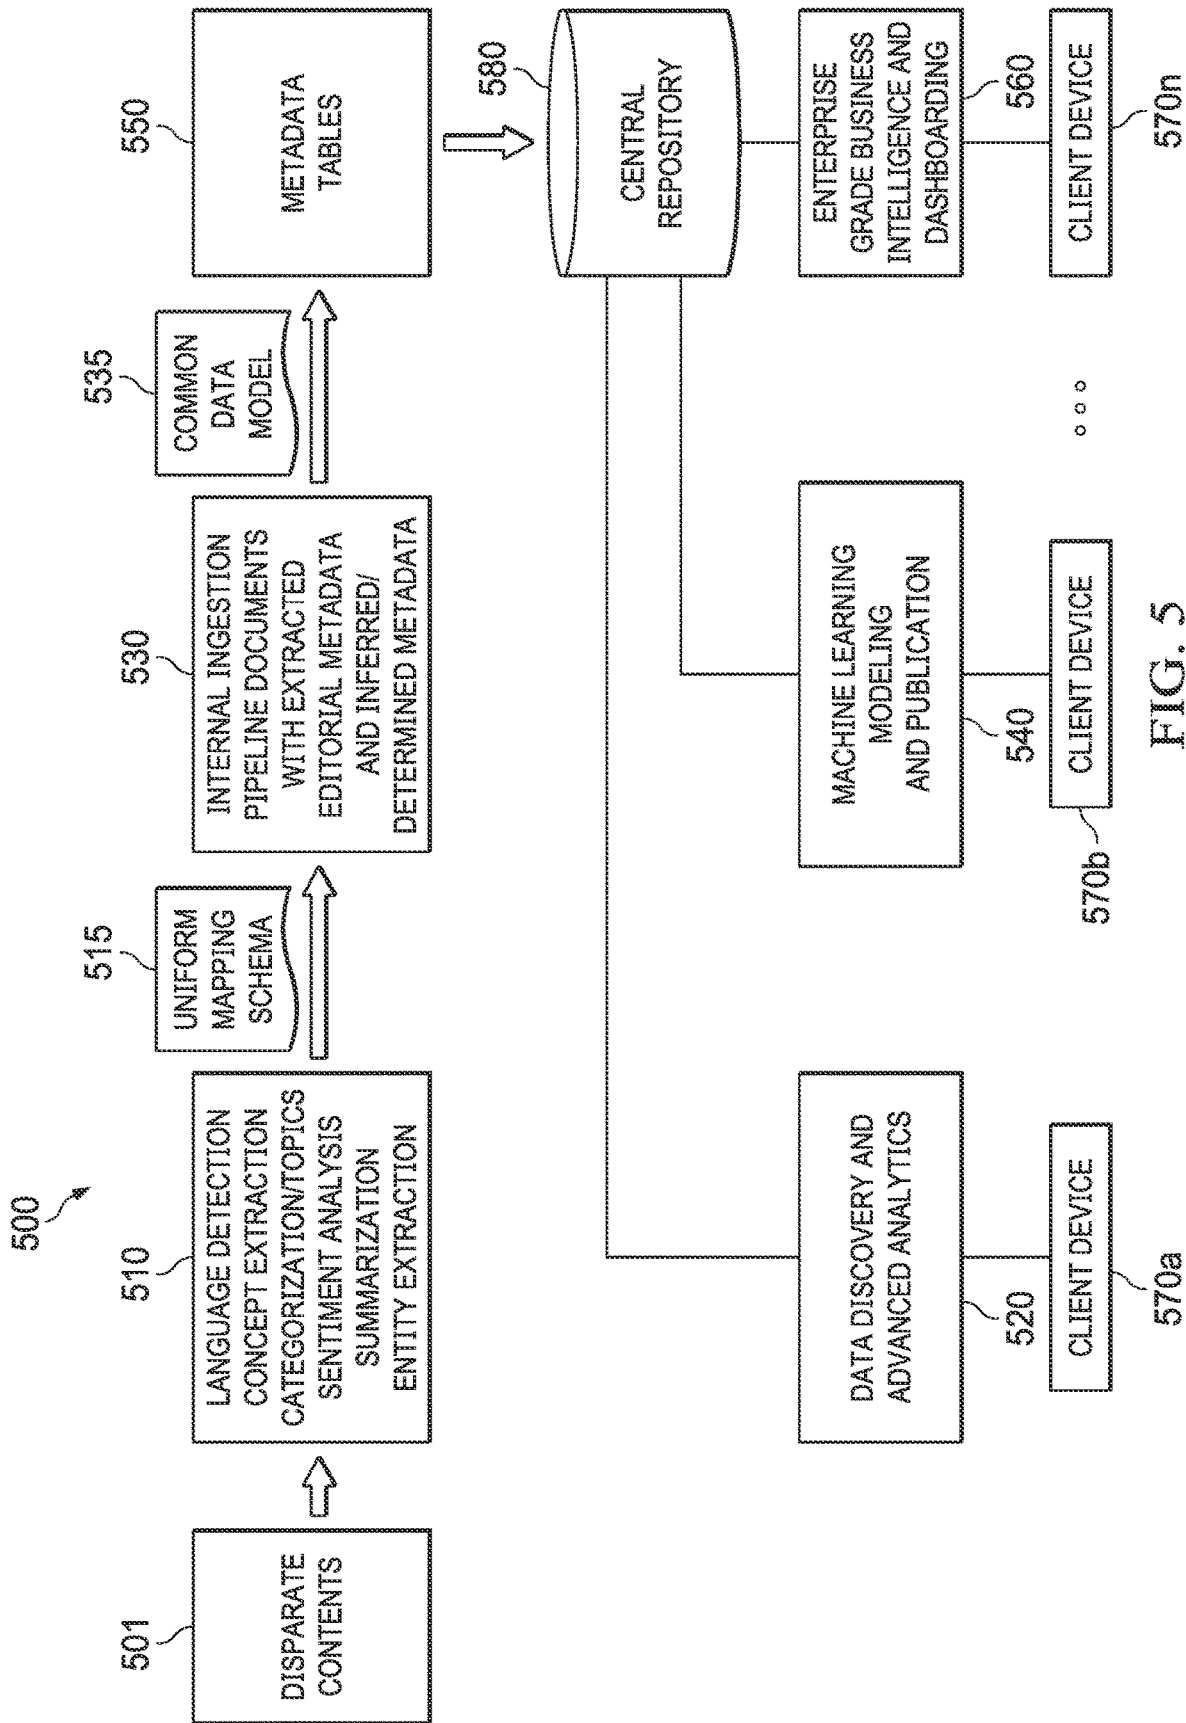 500
501
DISPARATE
CONTENTS
510
LANGUAGE DETECTION
CONCEPT EXTRACTION
CATEGORIZATION/TOPICS
SENTIMENT ANALYSIS
SUMMARIZATION
ENTITY EXTRACTION
515
UNIFORM
MAPPING
SCHEMA
530
INTERNAL INGESTION
PIPELINE DOCUMENTS
WITH EXTRACTED
EDITORIAL METADATA
AND INFERRED/
DETERMINED METADATA
535
COMMON
DATA
MODEL
550
METADATA
TABLES
580
CENTRAL
REPOSITORY
DATA DISCOVERY AND
ADVANCED ANALYTICS
520
MACHINE LEARNING
MODELING
AND PUBLICATION
540
ENTERPRISE
GRADE BUSINESS
INTELLIGENCE AND
DASHBOARDING
560
CLIENT DEVICE
570a
CLIENT DEVICE
570b
CLIENT DEVICE
570n
FIG. 5